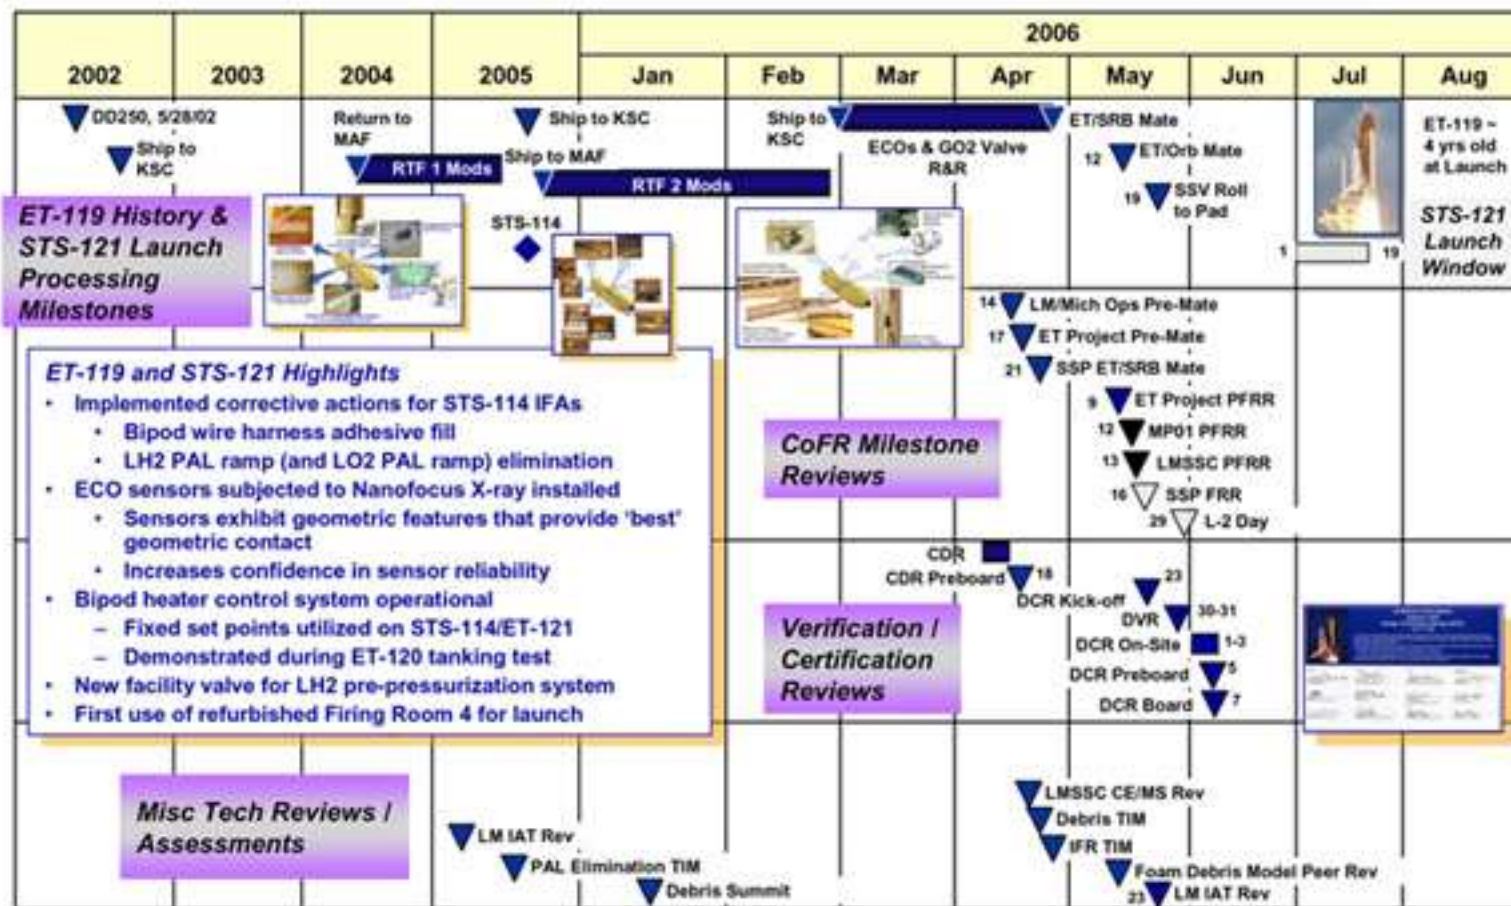 2006
2002 2003 2004 2005 Jan Feb Mar Apr May Jun Jul Aug
DD250, 5/28/02
Ship to
KSC
Return to
MAF
RTF 1 Mods
Ship to KSC
Ship to MAF
RTF 2 Mods
STS-114
Ship to
KSC
ECOs & GO2 Valve
R&R
ET/SRB Mate
12 ET/Orb Mate
19 SSV Roll
to Pad
1 19
ET-119 ~
4 yrs old
at Launch
STS-121
Launch
Window
ET-119 History &
STS-121 Launch
Processing
Milestones
ET-119 and STS-121 Highlights
• Implemented corrective actions for STS-114 IFAs
• Bipod wire harness adhesive fill
• LH2 PAL ramp (and LO2 PAL ramp) elimination
• ECO sensors subjected to Nanofocus X-ray installed
• Sensors exhibit geometric features that provide 'best'
geometric contact
• Increases confidence in sensor reliability
• Bipod heater control system operational
– Fixed set points utilized on STS-114/ET-121
– Demonstrated during ET-120 tanking test
• New facility valve for LH2 pre-pressurization system
• First use of refurbished Firing Room 4 for launch
CoFR Milestone
Reviews
14 LM/Mich Ops Pre-Mate
17 ET Project Pre-Mate
21 SSP ET/SRB Mate
9 ET Project PFRR
12 MP01 PFRR
13 LMSSC PFRR
16 SSP FRR
29 L-2 Day
Verification /
Certification
Reviews
CDR
CDR Preboard 18
DCR Kick-off 23
DVR 30-31
DCR On-Site 1-3
DCR Preboard 5
DCR Board 7
Misc Tech Reviews /
Assessments
LM IAT Rev
PAL Elimination TIM
Debris Summit
LMSSC CE/MS Rev
Debris TIM
IFR TIM
Foam Debris Model Peer Rev
23 LM IAT Rev